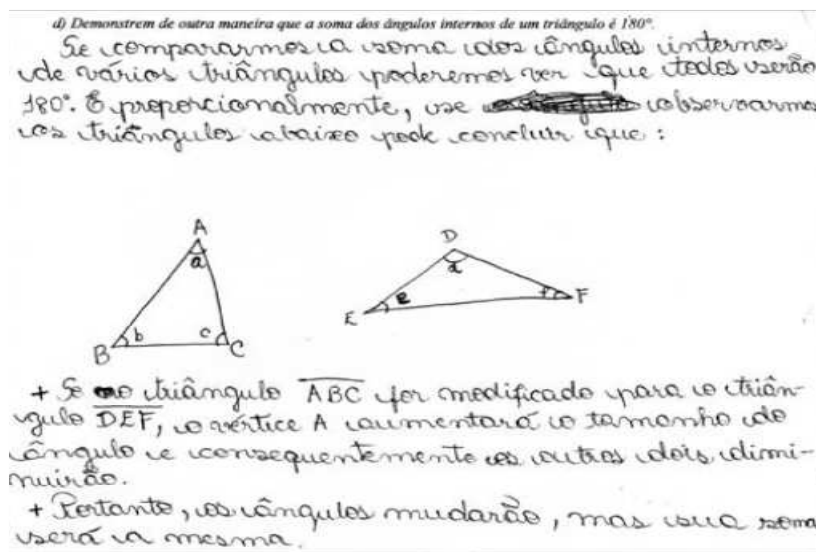 d) Demonstrem de outra maneira que a soma dos ângulos internos de um triângulo é 180°.
Se compararmos a soma dos ângulos internos
de vários triângulos poderemos ver que todos serão
180°. E proporcionalmente, se observarmos
os triângulos abaixo pode concluir que:
A
a
D
d
e
f
F
E
b
c
B
C
+ Se o triângulo ABC for modificado para o triân-
gulo DEF, o vértice A aumentará o tamanho do
ângulo e consequentemente os outros dois dimi-
nuirão.
+ Portanto, os ângulos mudarão, mas sua soma
será a mesma.